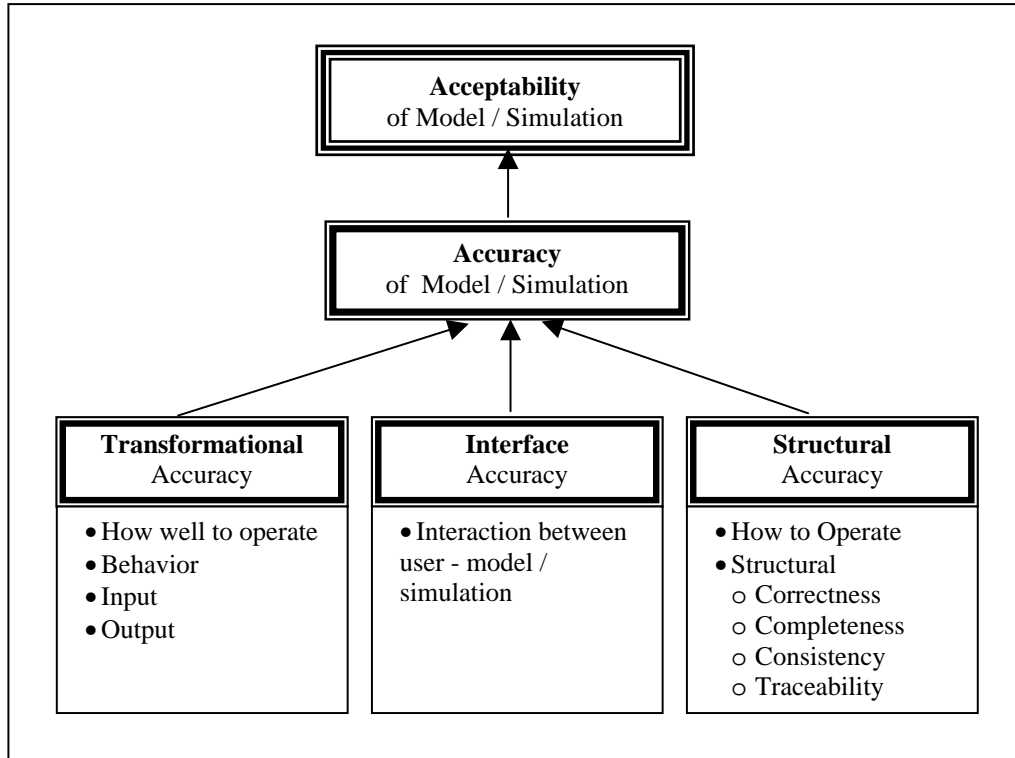 Acceptability
of Model / Simulation
Accuracy
of Model / Simulation
Transformational
Accuracy
• How well to operate
• Behavior
• Input
• Output
Interface
Accuracy
• Interaction between
user - model /
simulation
Structural
Accuracy
• How to Operate
• Structural
o Correctness
o Completeness
o Consistency
o Traceability